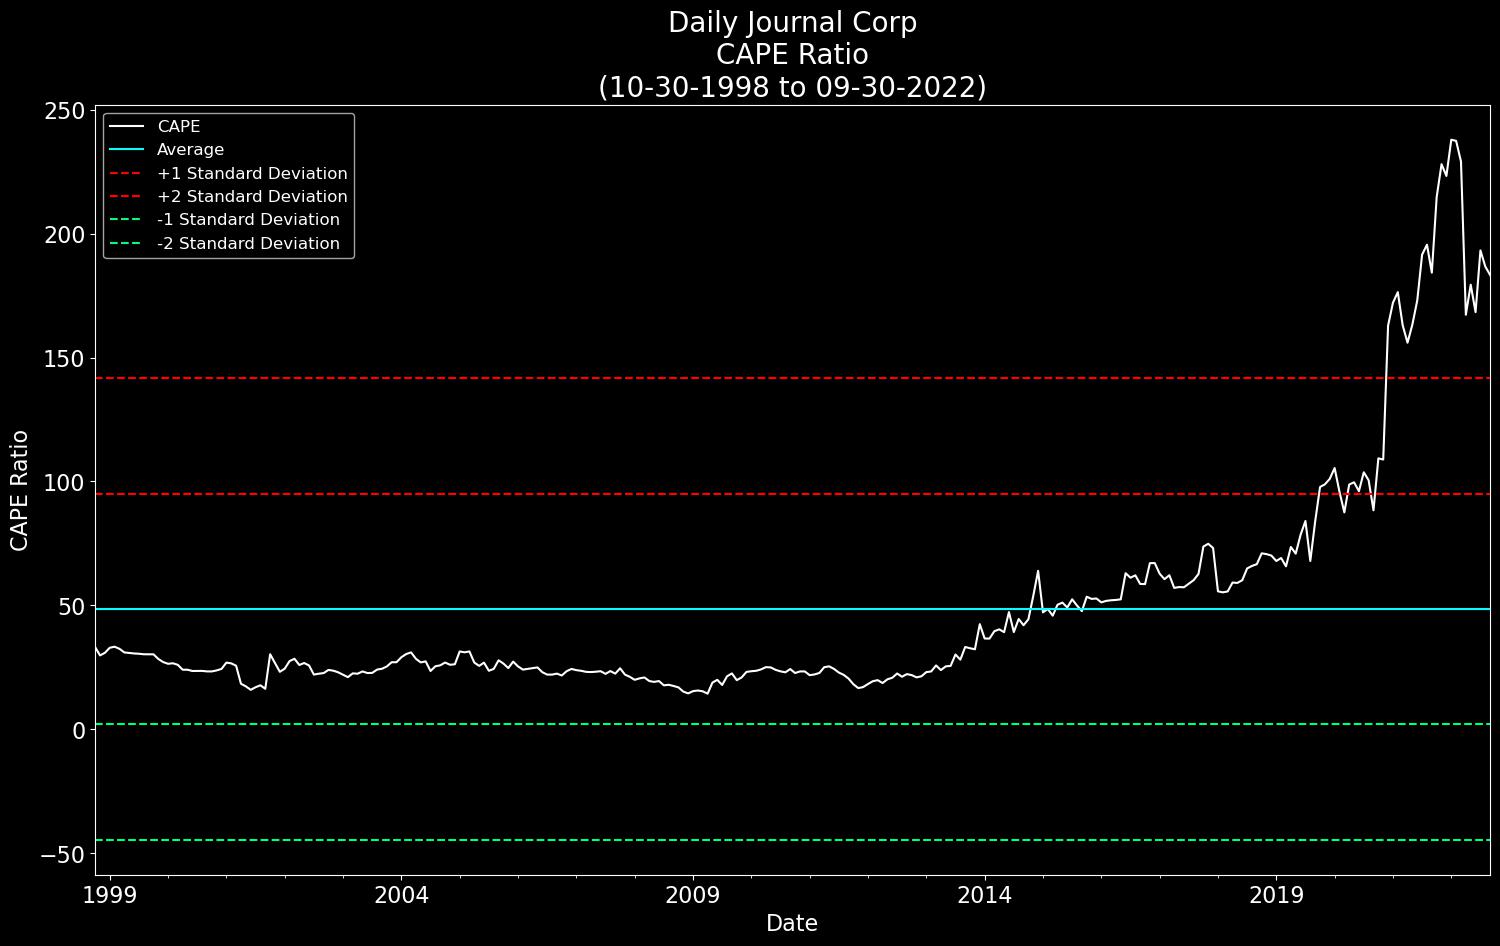 Daily Journal Corp
CAPE Ratio
(10-30-1998 to 09-30-2022)
250
200
150
100
50
0
−50
CAPE Ratio
CAPE
Average
+1 Standard Deviation
+2 Standard Deviation
-1 Standard Deviation
-2 Standard Deviation
1999
2004
2009
2014
2019
Date